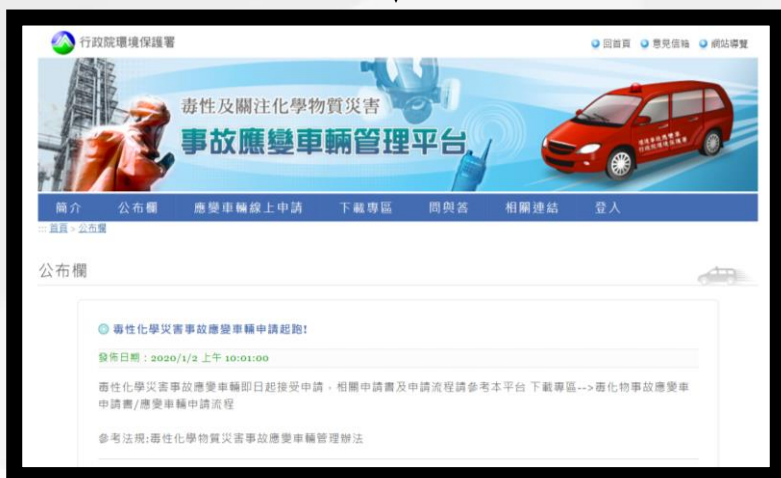 行政院環境保護署
回首頁 意見信箱 網站導覽
毒性及關注化學物質災害
事故應變車輛管理平台
簡介 公布欄 應變車輛線上申請 下載專區 問與答 相關連結 登入
::: 首頁 > 公布欄
公布欄
毒性化學災害事故應變車輛申請起跑!
發佈日期：2020/1/2 上午 10:01:00
毒性化學災害事故應變車輛即日起接受申請，相關申請書及申請流程請參考本平台 下載專區-->毒化物事故應變車
申請書/應變車輛申請流程
參考法規:毒性化學物質災害事故應變車輛管理辦法